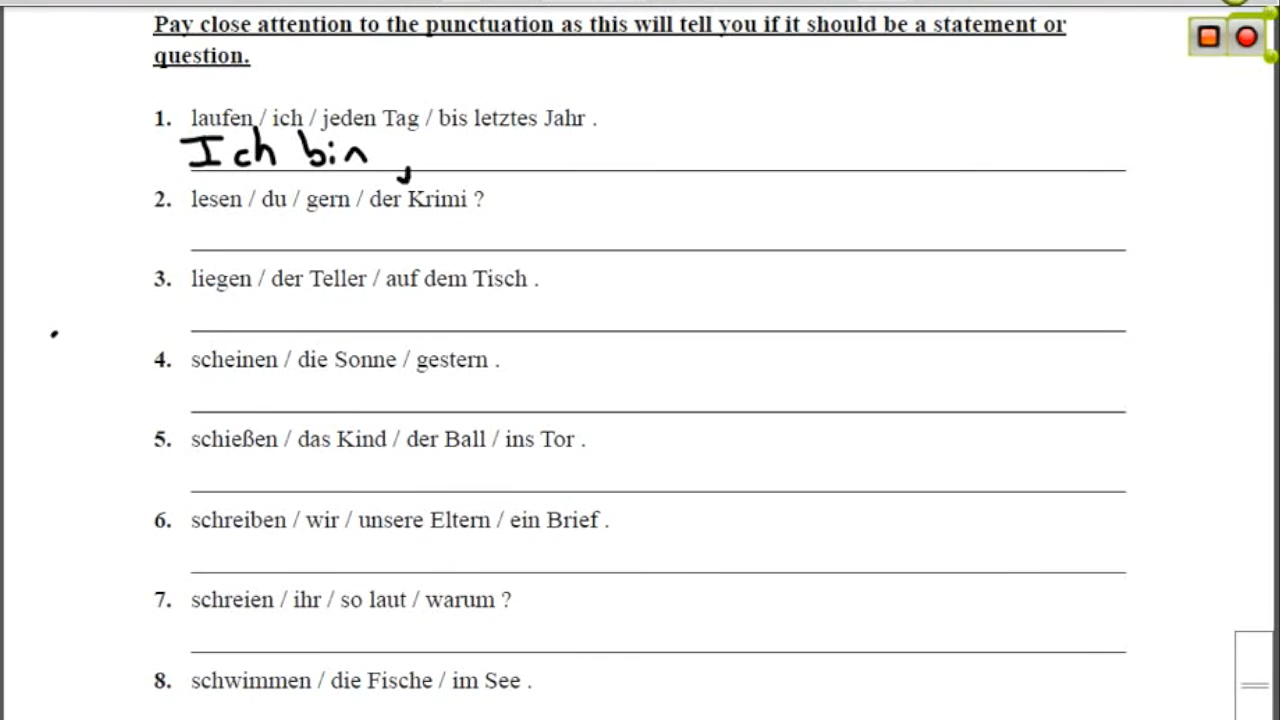 Pay close attention to the punctuation as this will tell you if it should be a statement or
question.
1. laufen / ich / jeden Tag / bis letztes Jahr .
Ich bin
2. lesen / du / gern / der Krimi ?
3. liegen / der Teller / auf dem Tisch .
4. scheinen / die Sonne / gestern .
5. schießen / das Kind / der Ball / ins Tor .
6. schreiben / wir / unsere Eltern / ein Brief .
7. schreien / ihr / so laut / warum ?
8. schwimmen / die Fische / im See .